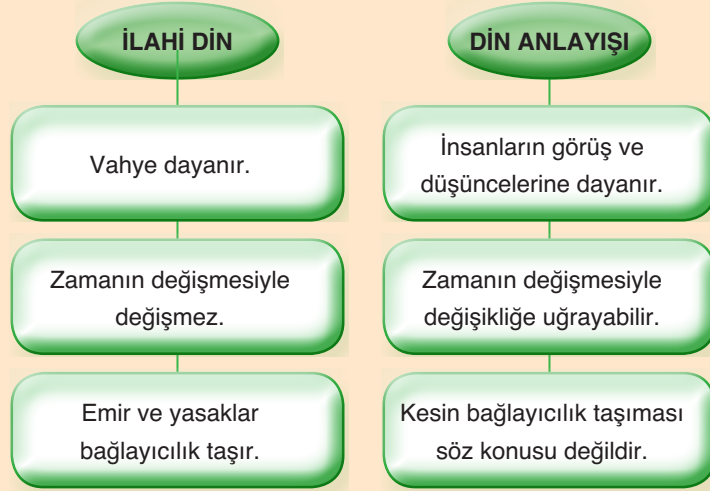 İLAHİ DİN
Vahye dayanır.
Zamanın değişmesiyle
değişmez.
Emir ve yasaklar
bağlayıcılık taşır.
DİN ANLAYIŞI
İnsanların görüş ve
düşüncelerine dayanır.
Zamanın değişmesiyle
değişikliğe uğrayabilir.
Kesin bağlayıcılık taşıması
söz konusu değildir.